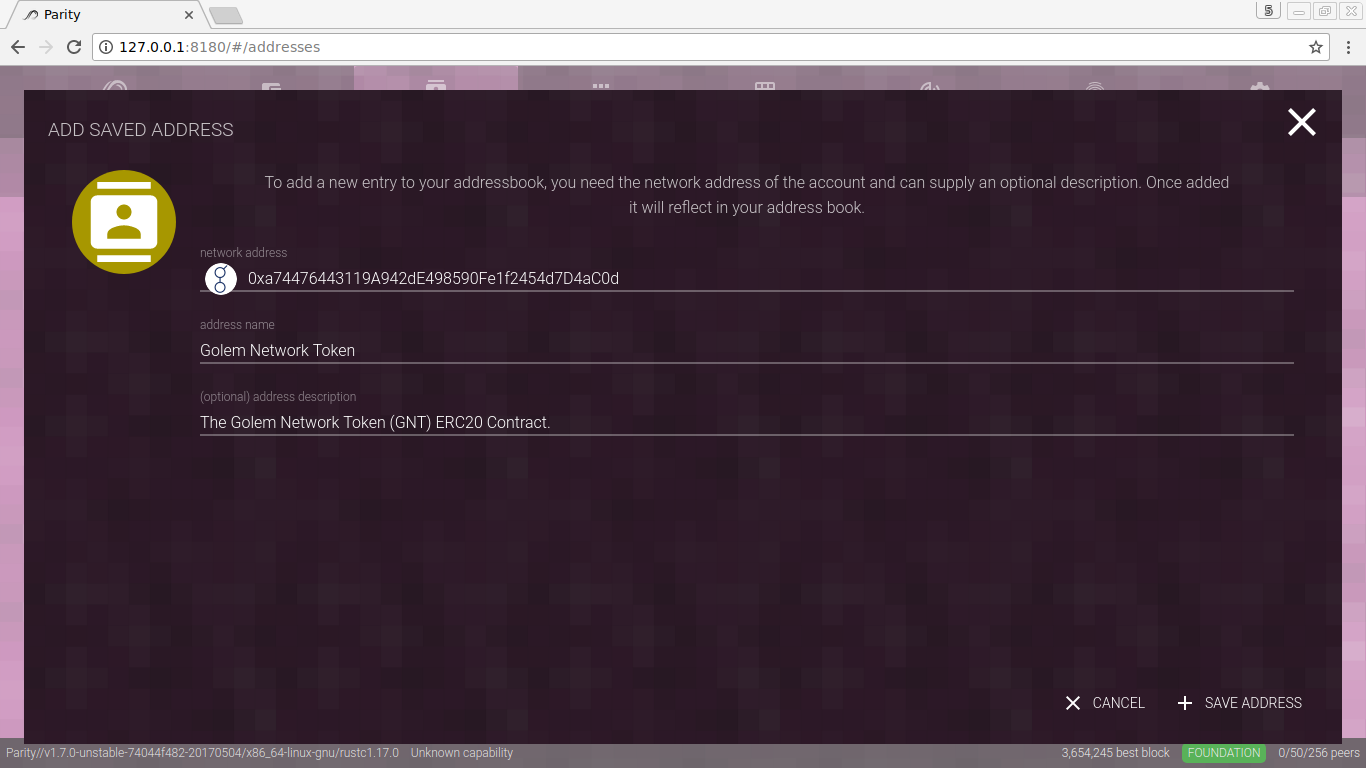 Parity
5
127.0.0.1:8180/#/addresses
ADD SAVED ADDRESS
To add a new entry to your addressbook, you need the network address of the account and can supply an optional description. Once added
it will reflect in your address book.
network address
0xa74476443119A942dE498590Fe1f2454d7D4aC0d
address name
Golem Network Token
(optional) address description
The Golem Network Token (GNT) ERC20 Contract.
CANCEL SAVE ADDRESS
Parity//v1.7.0-unstable-74044f482-20170504/x86_64-linux-gnu/rustc1.17.0 Unknown capability 3,654,245 best block FOUNDATION 0/50/256 peers